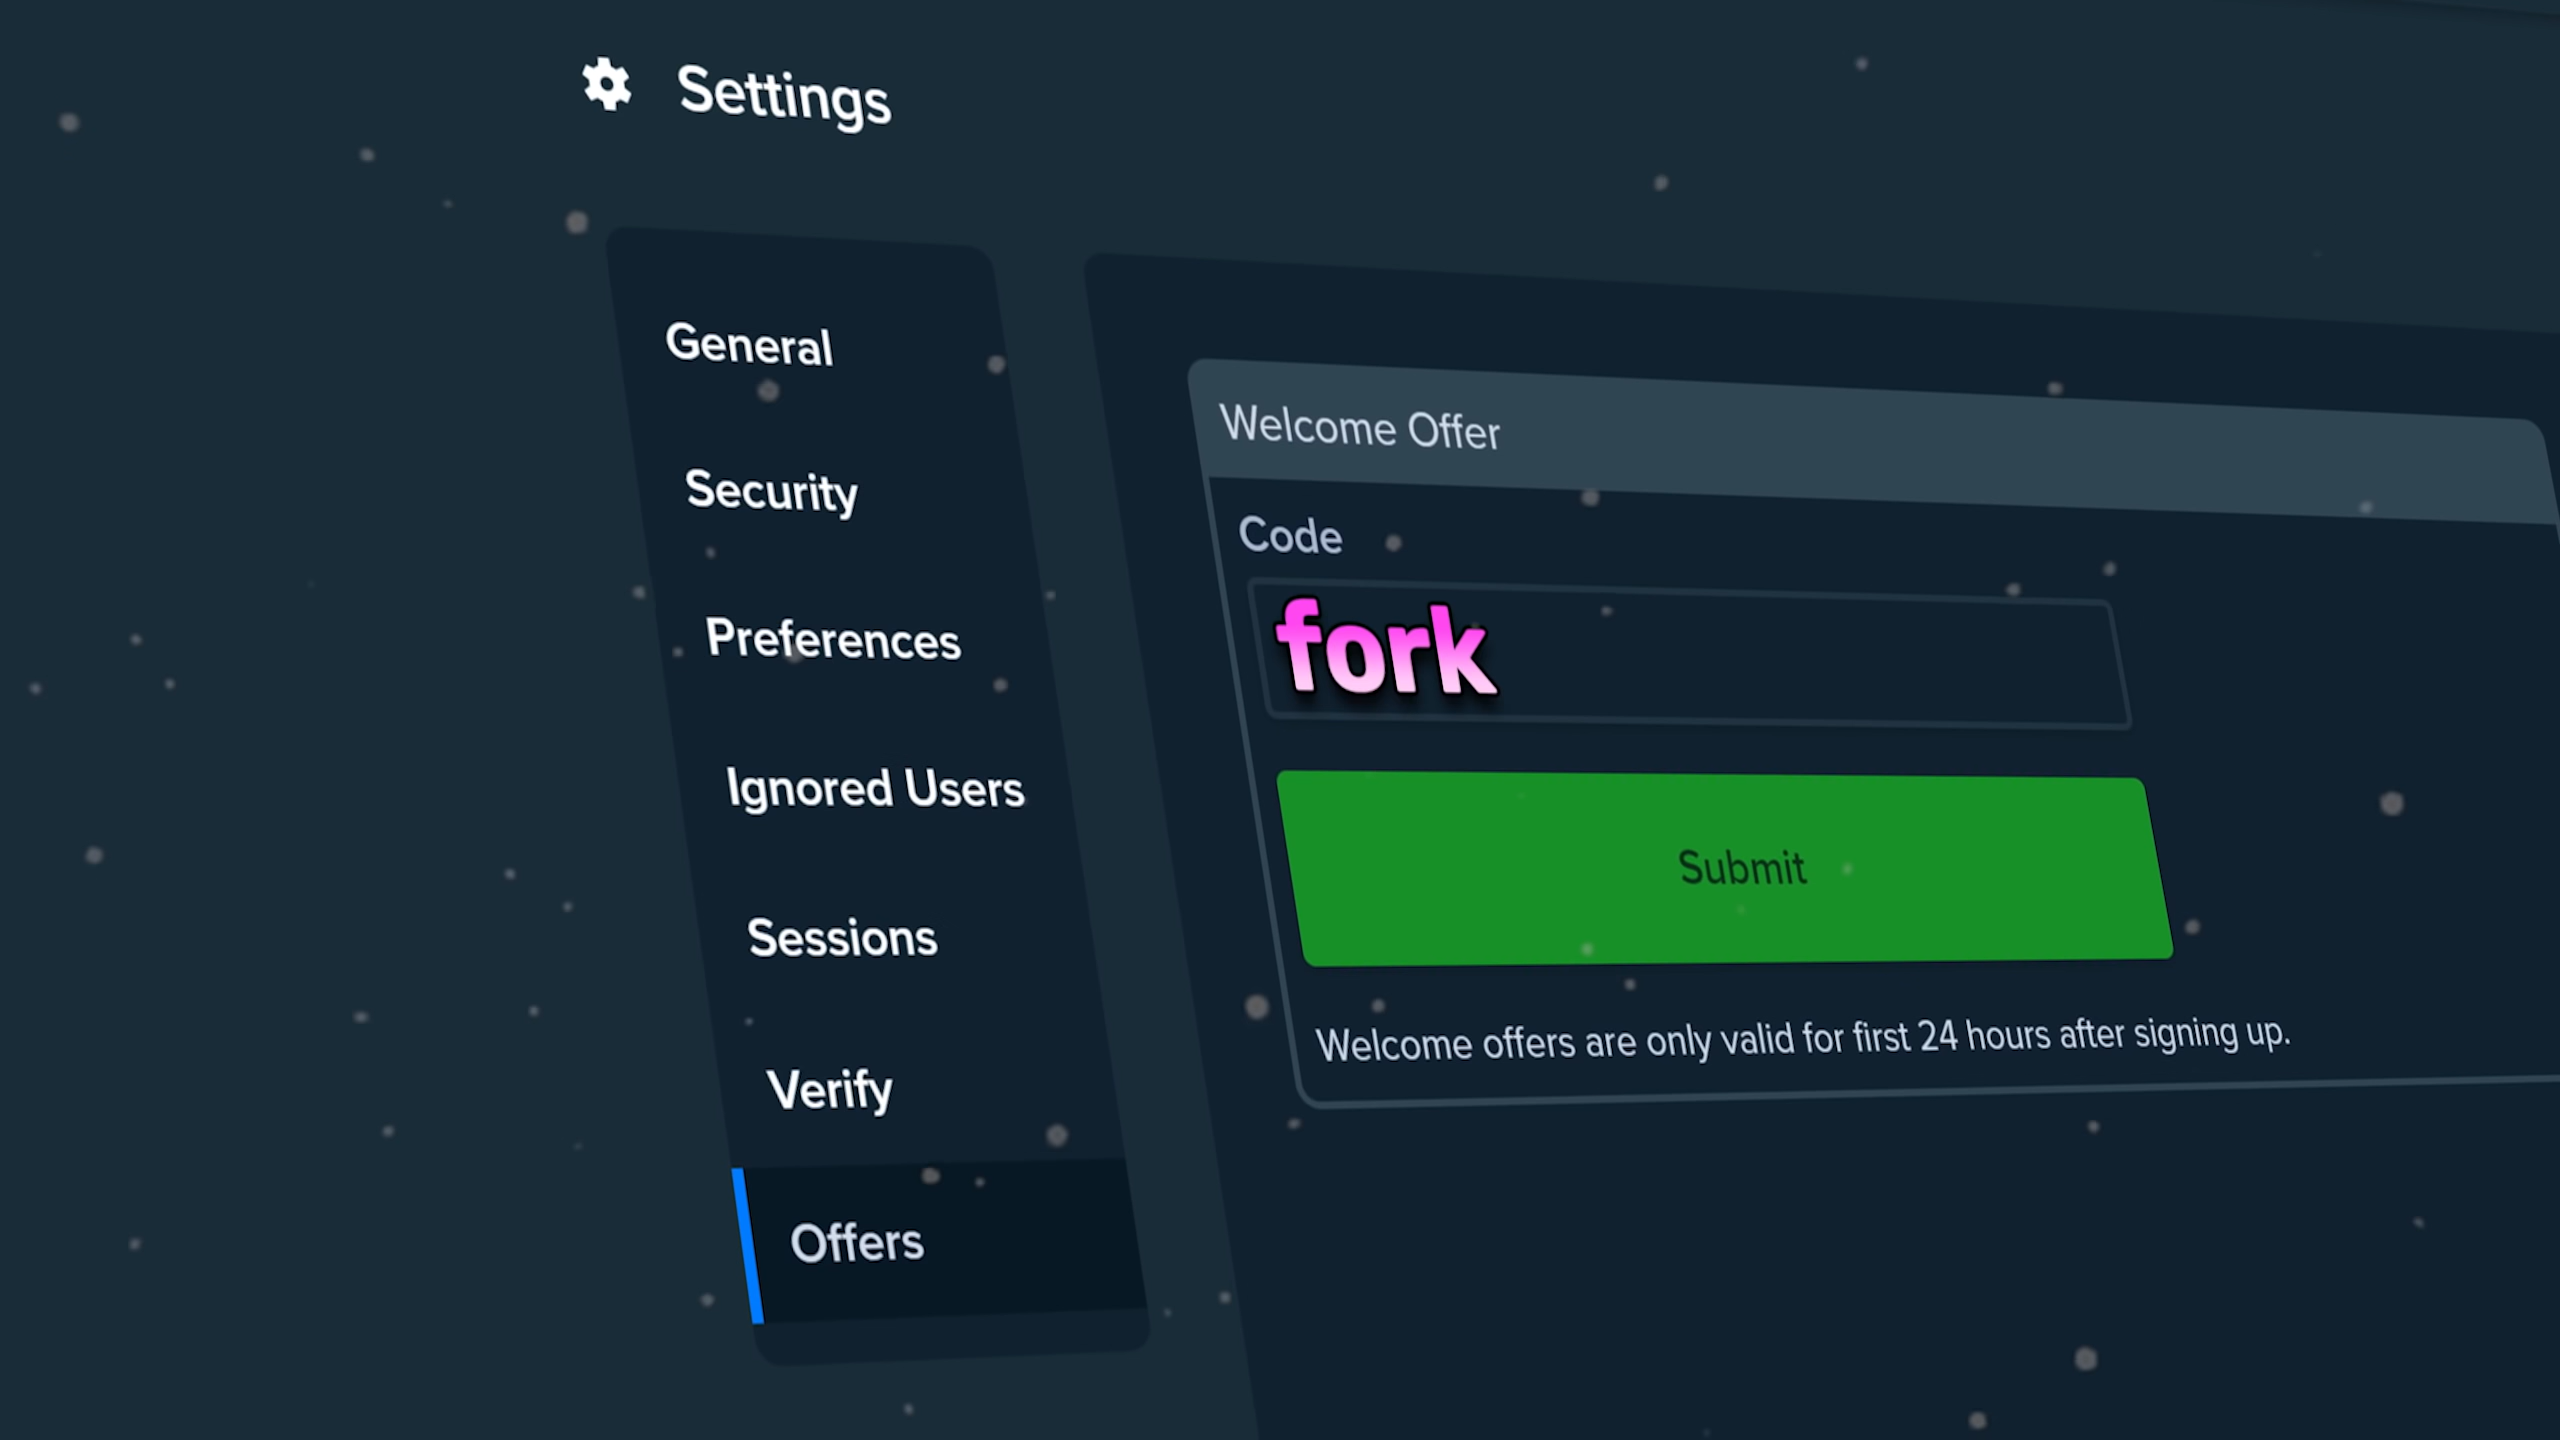 Settings
General
Security
Preferences
Ignored Users
Sessions
Verify
Offers
Welcome Offer
Code
fork
Submit
Welcome offers are only valid for first 24 hours after signing up.